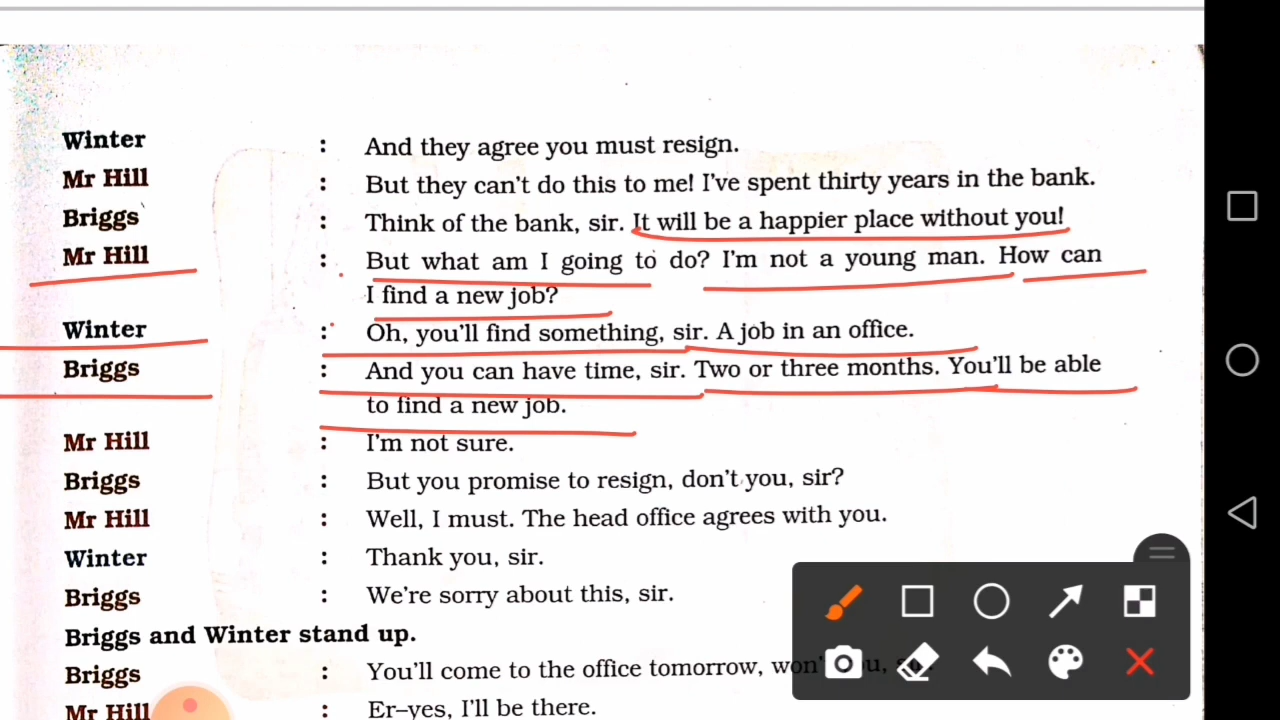 Winter : And they agree you must resign.
Mr Hill : But they can't do this to me! I've spent thirty years in the bank.
Briggs : Think of the bank, sir. It will be a happier place without you!
Mr Hill : But what am I going to do? I'm not a young man. How can
I find a new job?
Winter : Oh, you'll find something, sir. A job in an office.
Briggs : And you can have time, sir. Two or three months. You'll be able
to find a new job.
Mr Hill : I'm not sure.
Briggs : But you promise to resign, don't you, sir?
Mr Hill : Well, I must. The head office agrees with you.
Winter : Thank you, sir.
Briggs : We're sorry about this, sir.
Briggs and Winter stand up.
Briggs : You'll come to the office tomorrow,
Mr Hill : Er–yes, I'll be there.